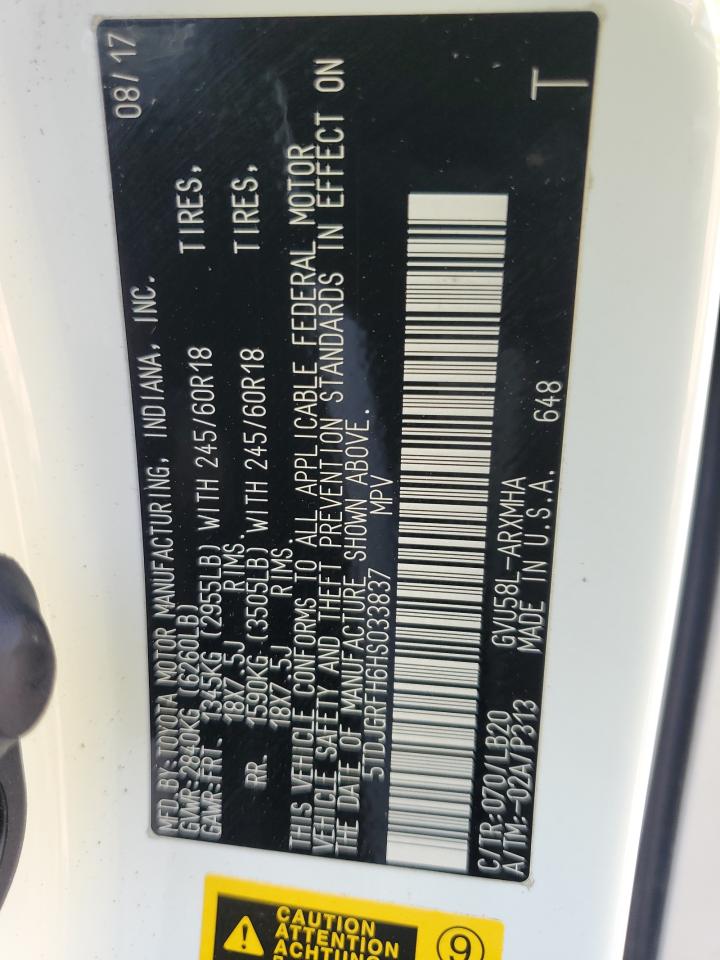 MFD.BY:TOYOTA MOTOR MANUFACTURING, INDIANA, INC. 08/17
GVWR:2840KG (6260LB)
GAWR:FRT. 1345KG (2955LB) WITH 245/60R18 TIRES,
18X7.5J RIMS.
RR. 1590KG (3505LB) WITH 245/60R18 TIRES,
18X7.5J RIMS.
THIS VEHICLE CONFORMS TO ALL APPLICABLE FEDERAL MOTOR
VEHICLE SAFETY AND THEFT PREVENTION STANDARDS IN EFFECT ON
THE DATE OF MANUFACTURE SHOWN ABOVE.
5TDJGRFH6HS033837 MPV
C/TR:070/LB20 GVU58L-ARXMHA 648 T
A/TM:-02A/P313 MADE IN U.S.A.
CAUTION
ATTENTION
ACHTUNG
9